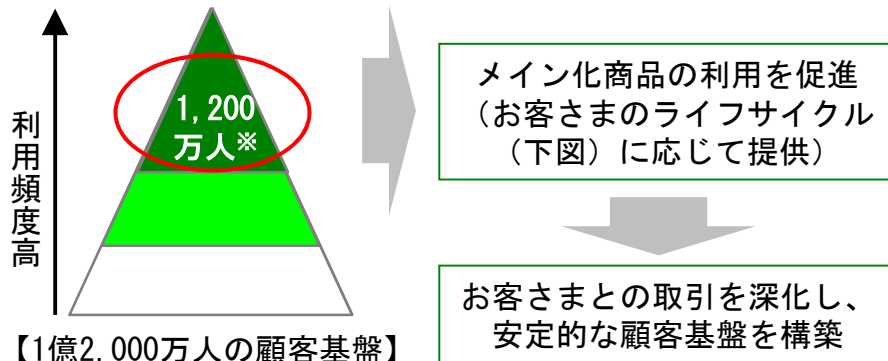 利用頻度高
1,200
万人※
【1億2,000万人の顧客基盤】
メイン化商品の利用を促進
（お客さまのライフサイクル
（下図）に応じて提供）
お客さまとの取引を深化し、
安定的な顧客基盤を構築